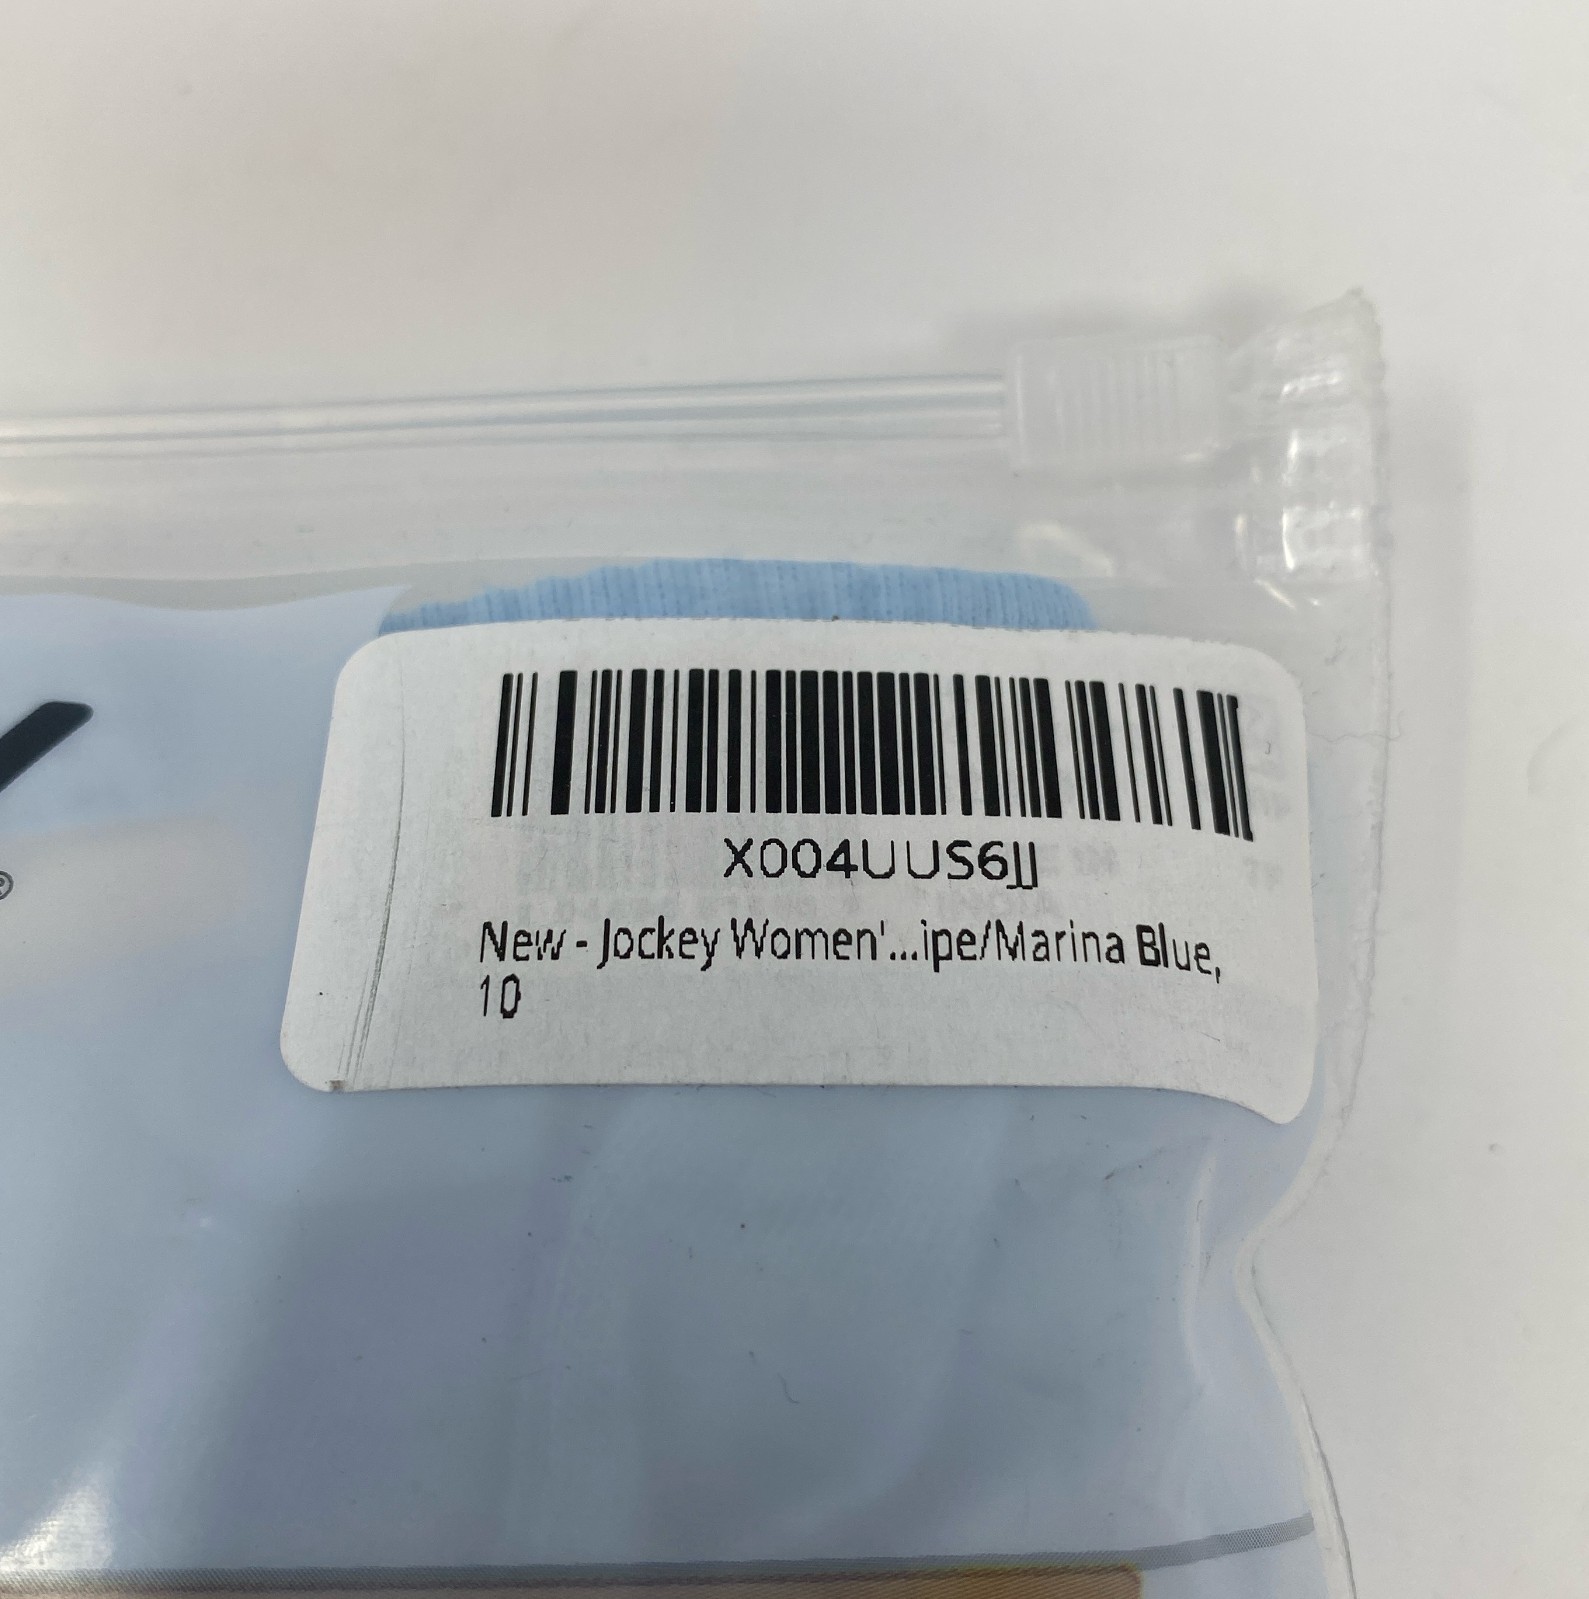 X004UUS6JJ
New - Jockey Women'...ipe/Marina Blue,
10
Y
®